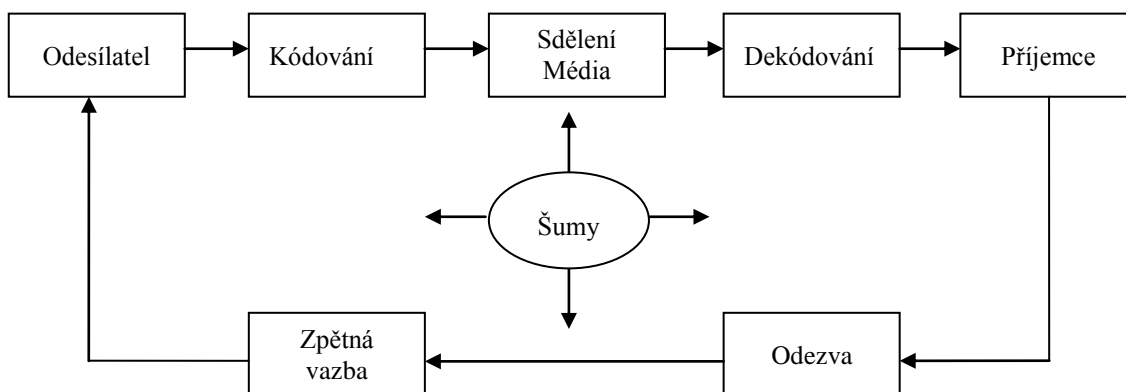 Odesílatel
Kódování
Sdělení
Média
Dekódování
Příjemce
Šumy
Zpětná
vazba
Odezva